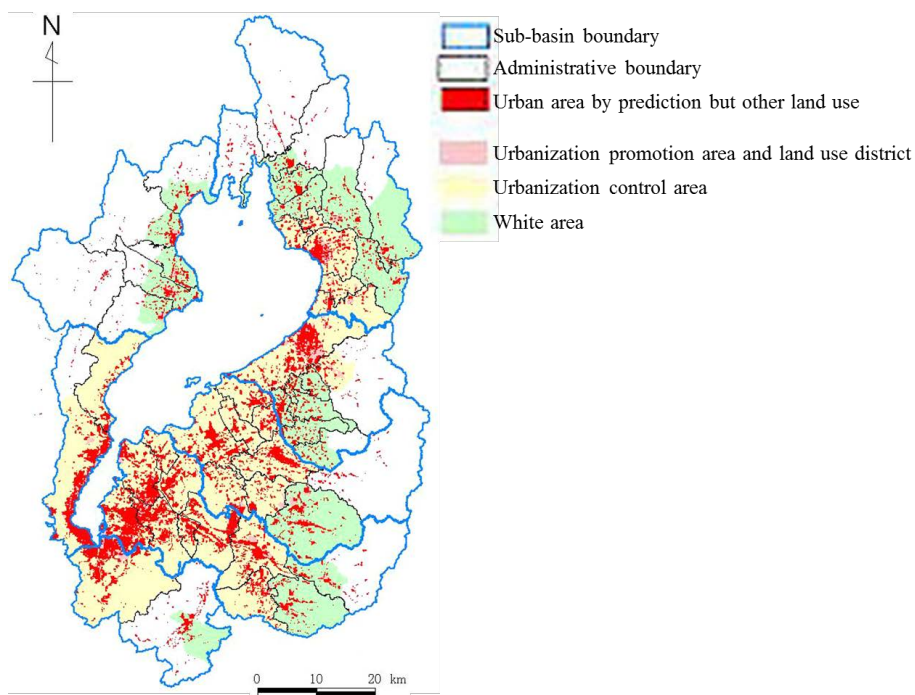 N
Sub-basin boundary
Administrative boundary
Urban area by prediction but other land use
Urbanization promotion area and land use district
Urbanization control area
White area
0 10 20 km